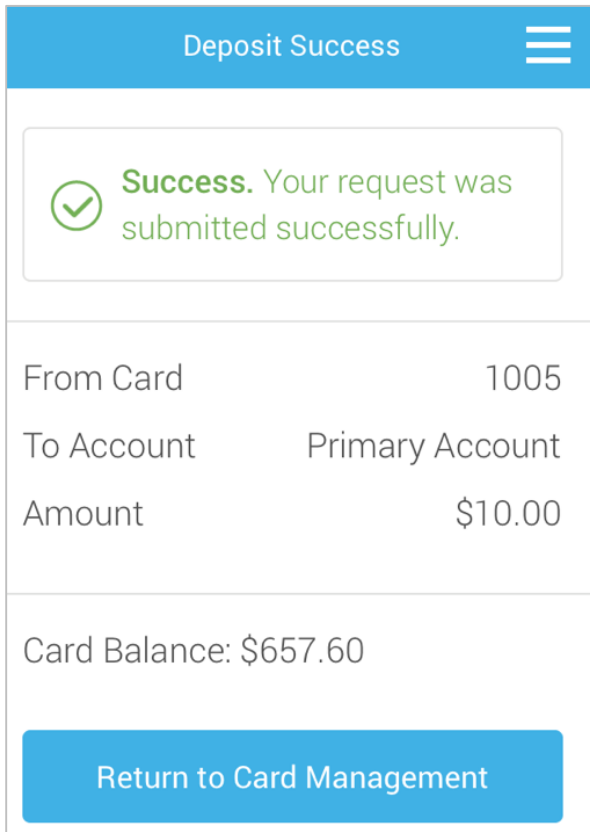 Deposit Success
Success. Your request was
submitted successfully.
From Card 1005
To Account Primary Account
Amount $10.00
Card Balance: $657.60
Return to Card Management